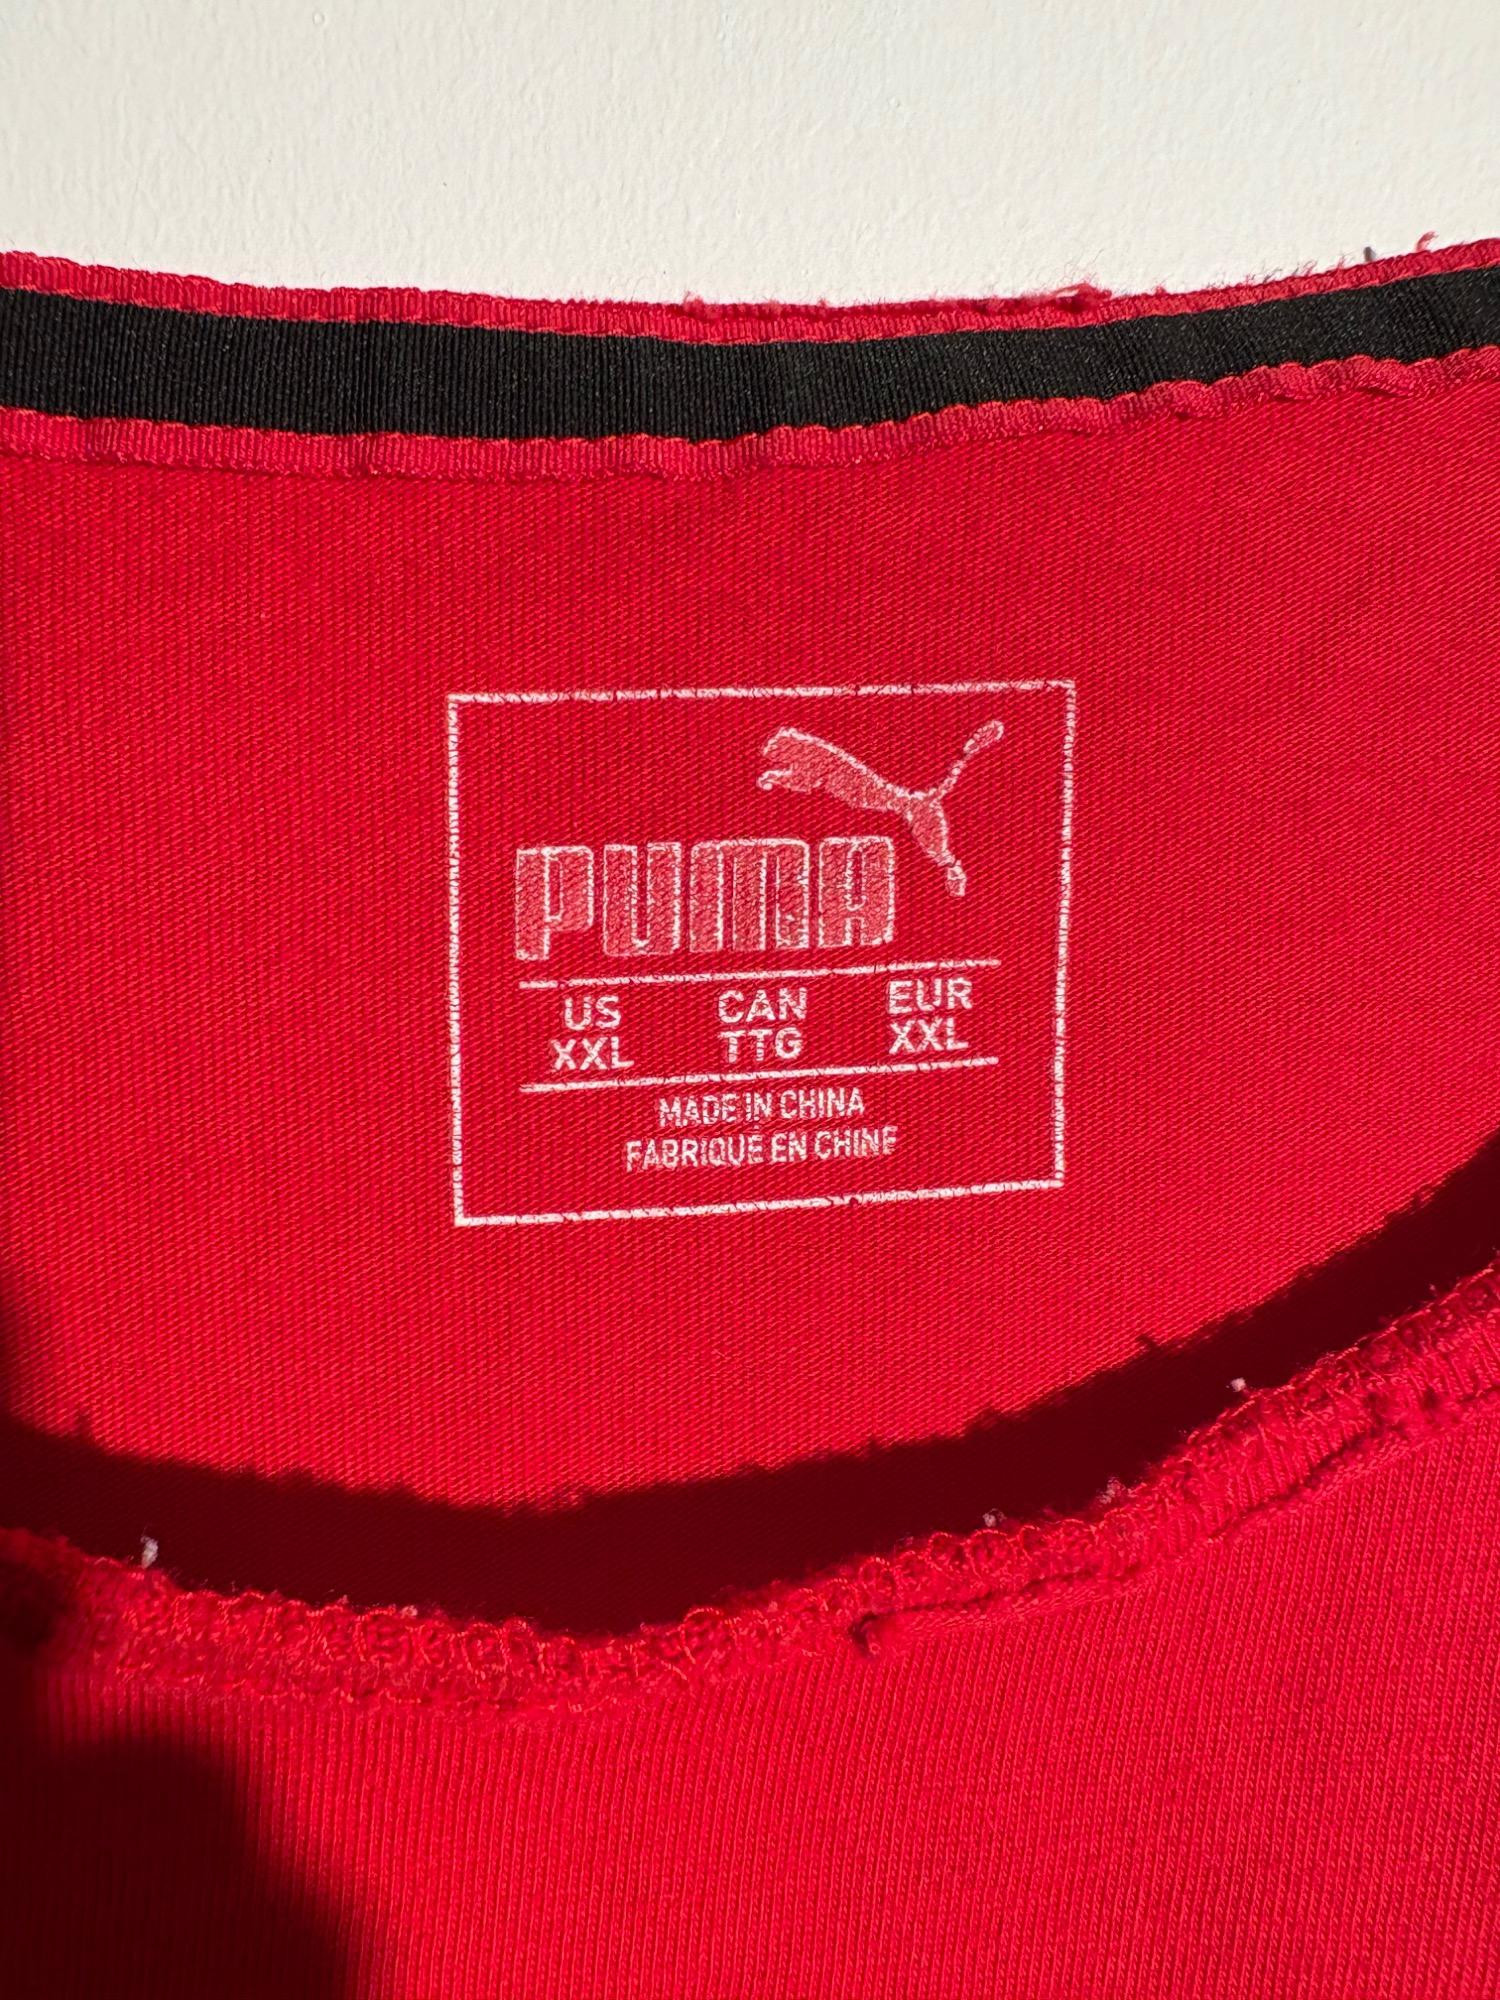 PUMA
US CAN EUR
XXL TTG XXL
MADE IN CHINA
FABRIQUÉ EN CHINE